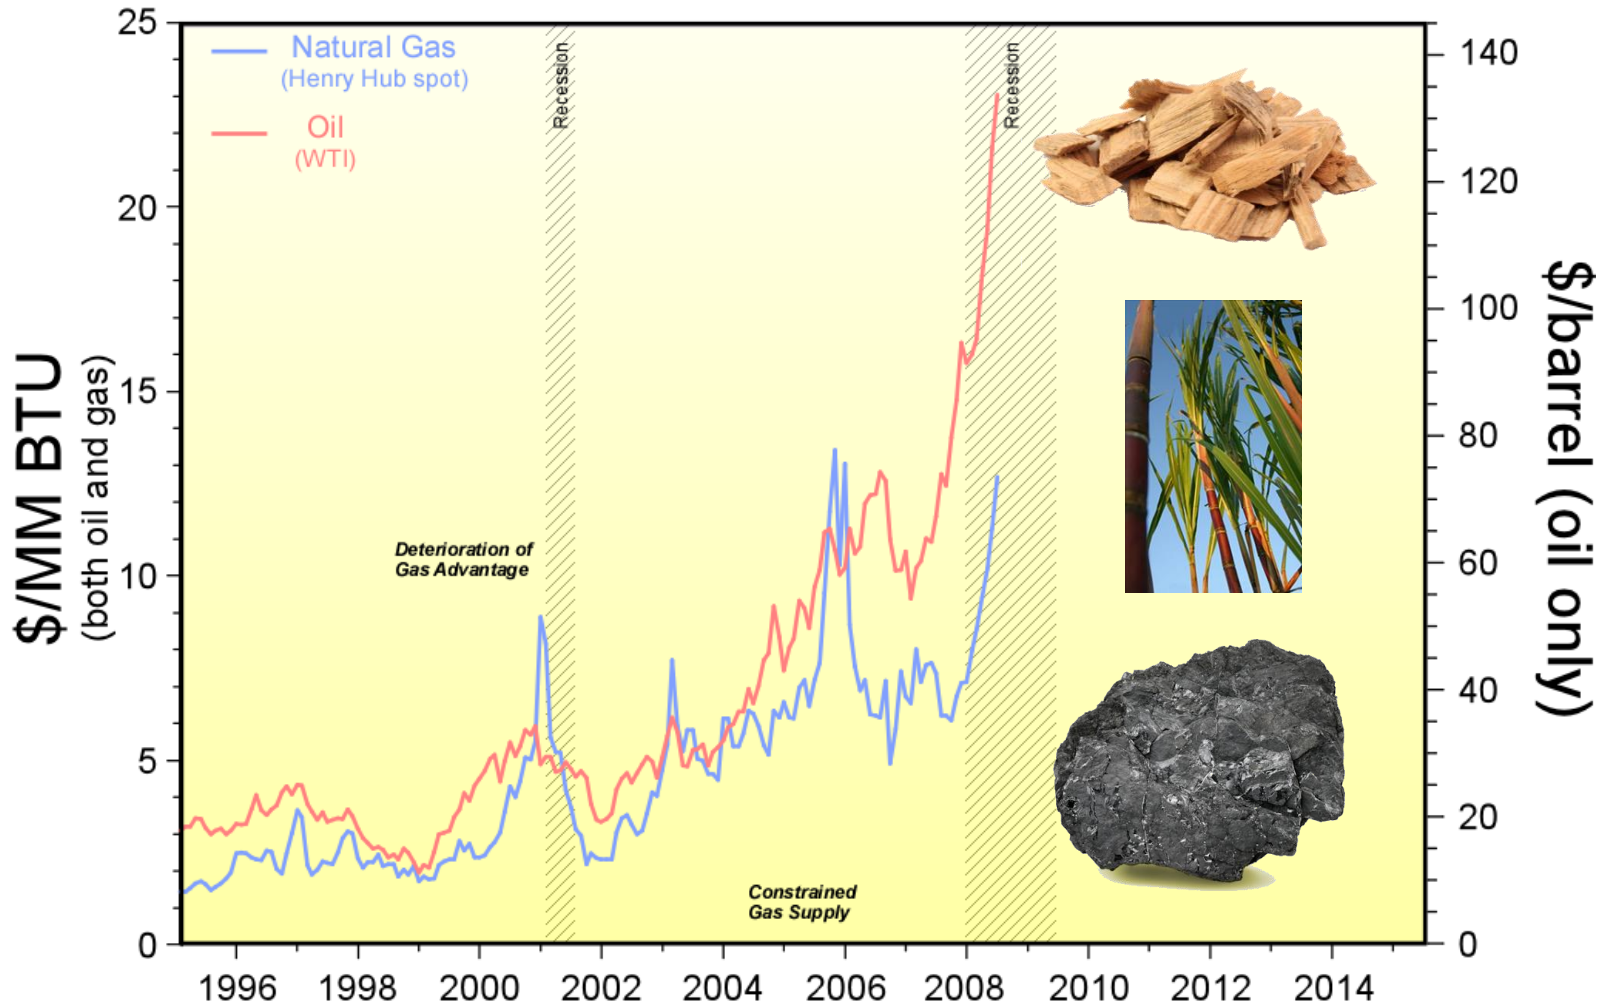 25
20
15
10
5
0
$/MM BTU
(both oil and gas)
Natural Gas
(Henry Hub spot)
Oil
(WTI)
Recession
Recession
Deterioration of
Gas Advantage
Constrained
Gas Supply
140
120
100
80
60
40
20
0
$/barrel (oil only)
1996 1998 2000 2002 2004 2006 2008 2010 2012 2014